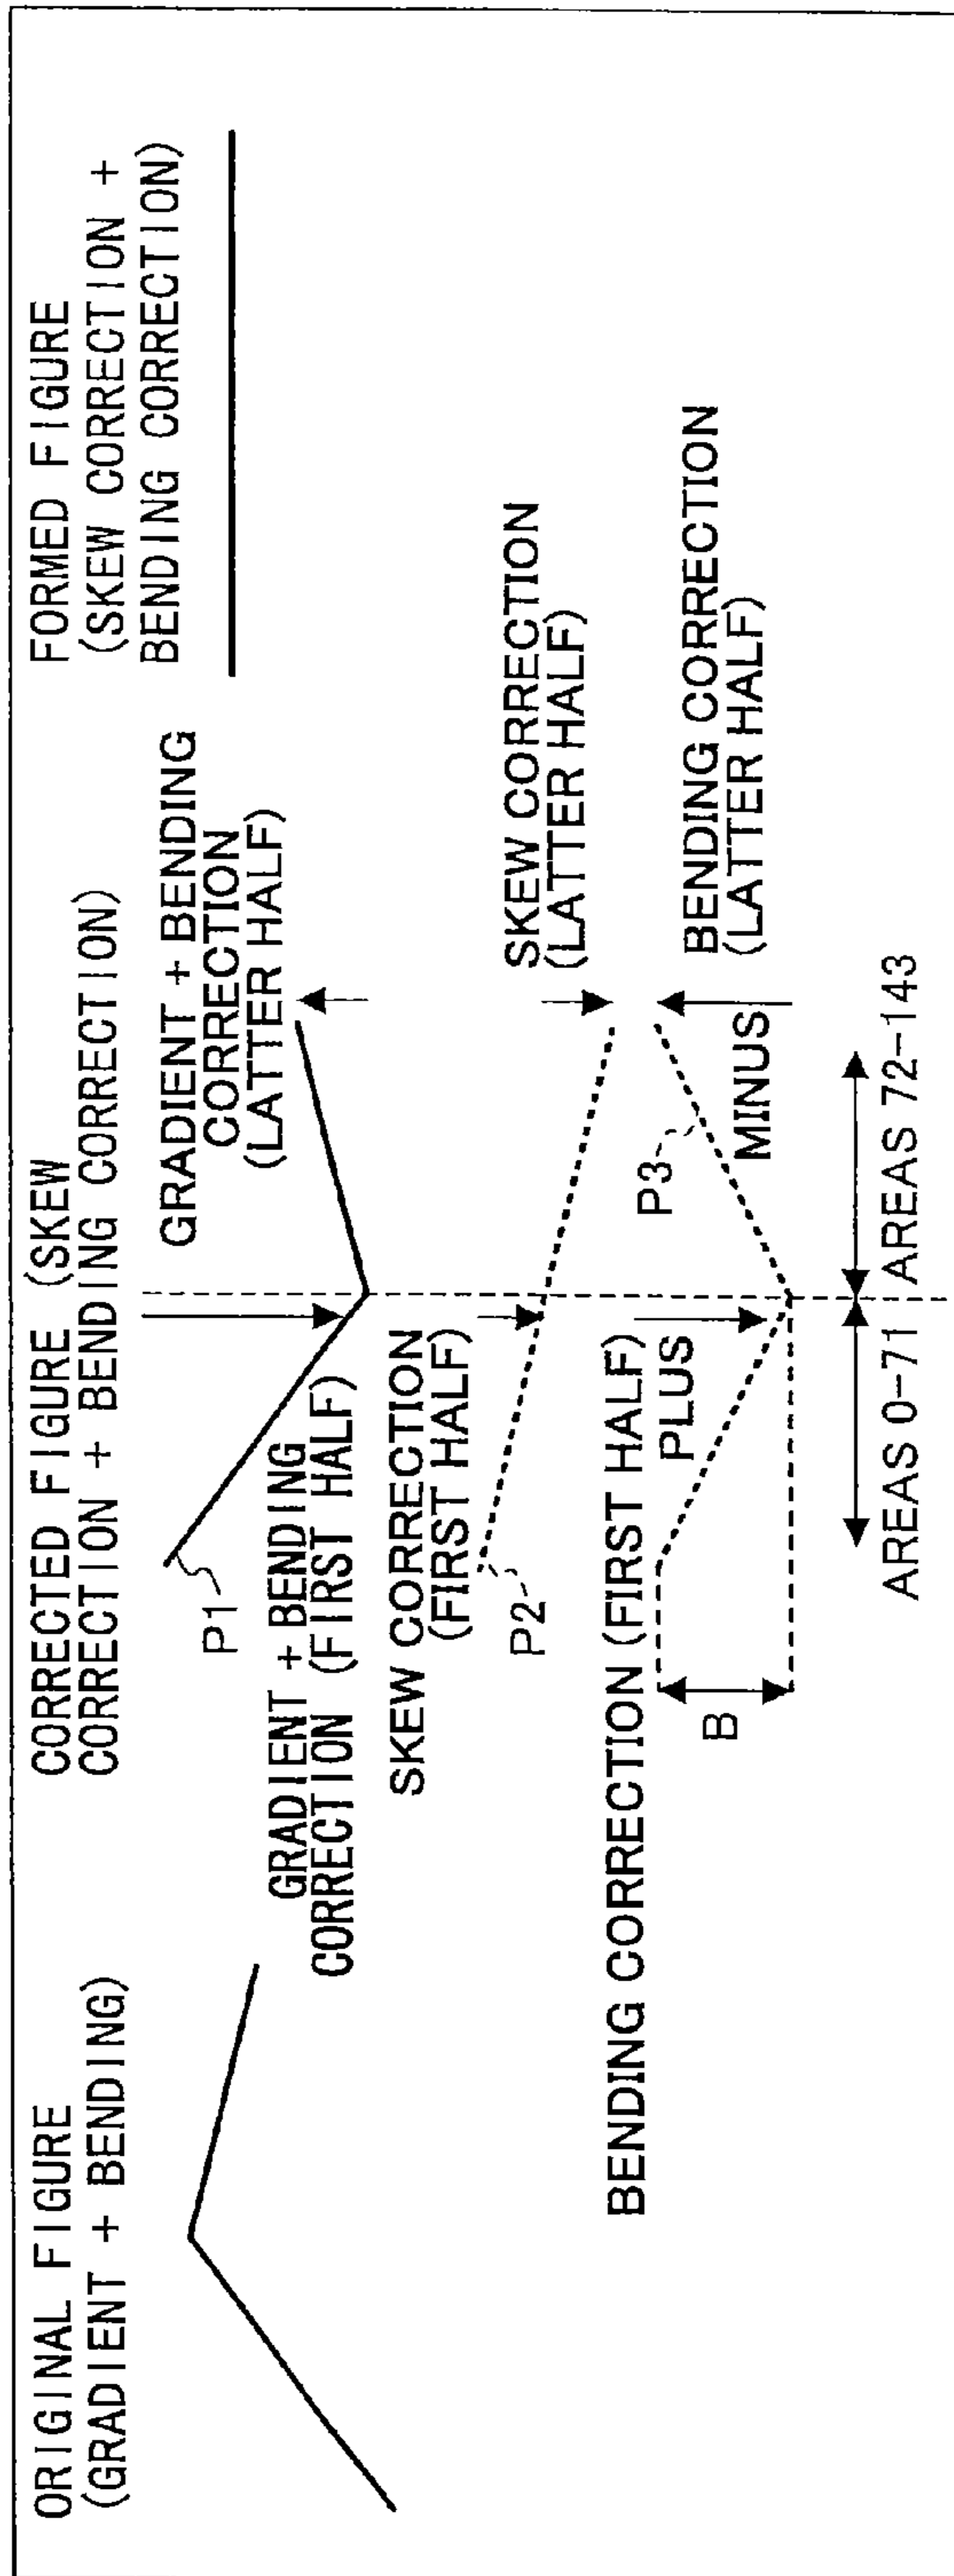 ORIGINAL FIGURE
(GRADIENT + BENDING)
CORRECTED FIGURE (SKEW
CORRECTION + BENDING CORRECTION)
P1
GRADIENT + BENDING
CORRECTION (FIRST HALF)
GRADIENT + BENDING
CORRECTION
(LATTER HALF)
SKEW CORRECTION
(FIRST HALF)
P2
SKEW CORRECTION
(LATTER HALF)
BENDING CORRECTION (FIRST HALF)
PLUS
B
P3
MINUS
BENDING CORRECTION
(LATTER HALF)
AREAS 0-71 AREAS 72-143
FORMED FIGURE
(SKEW CORRECTION +
BENDING CORRECTION)